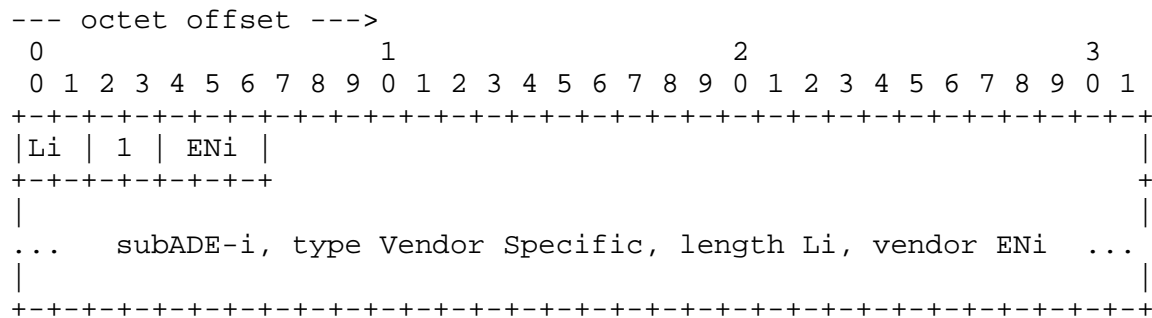 --- octet offset --->
 0                   1                   2                   3
 0 1 2 3 4 5 6 7 8 9 0 1 2 3 4 5 6 7 8 9 0 1 2 3 4 5 6 7 8 9 0 1
+-+-+-+-+-+-+-+-+-+-+-+-+-+-+-+-+-+-+-+-+-+-+-+-+-+-+-+-+-+-+-+-+
|Li | 1 | ENi |                                                 |
+-+-+-+-+-+-+-+                                                 +
|                                                               |
...   subADE-i, type Vendor Specific, length Li, vendor ENi  ...
|                                                               |
+-+-+-+-+-+-+-+-+-+-+-+-+-+-+-+-+-+-+-+-+-+-+-+-+-+-+-+-+-+-+-+-+